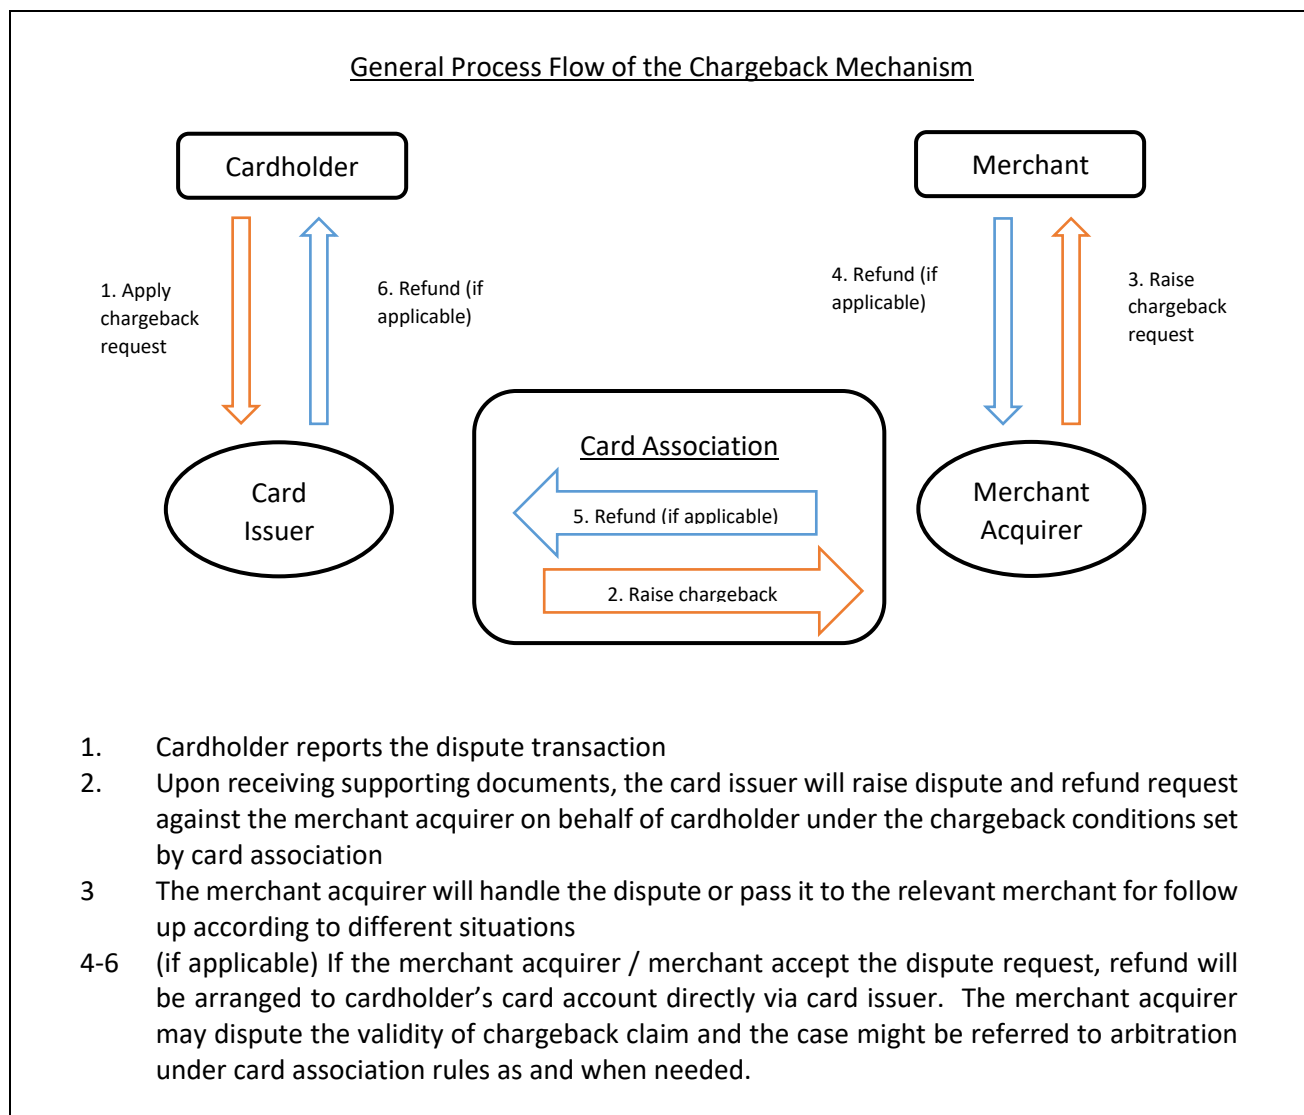 General Process Flow of the Chargeback Mechanism
Cardholder
Merchant
1. Apply
chargeback
request
6. Refund (if
applicable)
4. Refund (if
applicable)
3. Raise
chargeback
request
Card Association
Card
Issuer
5. Refund (if applicable)
2. Raise chargeback
Merchant
Acquirer
1. Cardholder reports the dispute transaction
2. Upon receiving supporting documents, the card issuer will raise dispute and refund request
against the merchant acquirer on behalf of cardholder under the chargeback conditions set
by card association
3 The merchant acquirer will handle the dispute or pass it to the relevant merchant for follow
up according to different situations
4-6 (if applicable) If the merchant acquirer / merchant accept the dispute request, refund will
be arranged to cardholder’s card account directly via card issuer. The merchant acquirer
may dispute the validity of chargeback claim and the case might be referred to arbitration
under card association rules as and when needed.